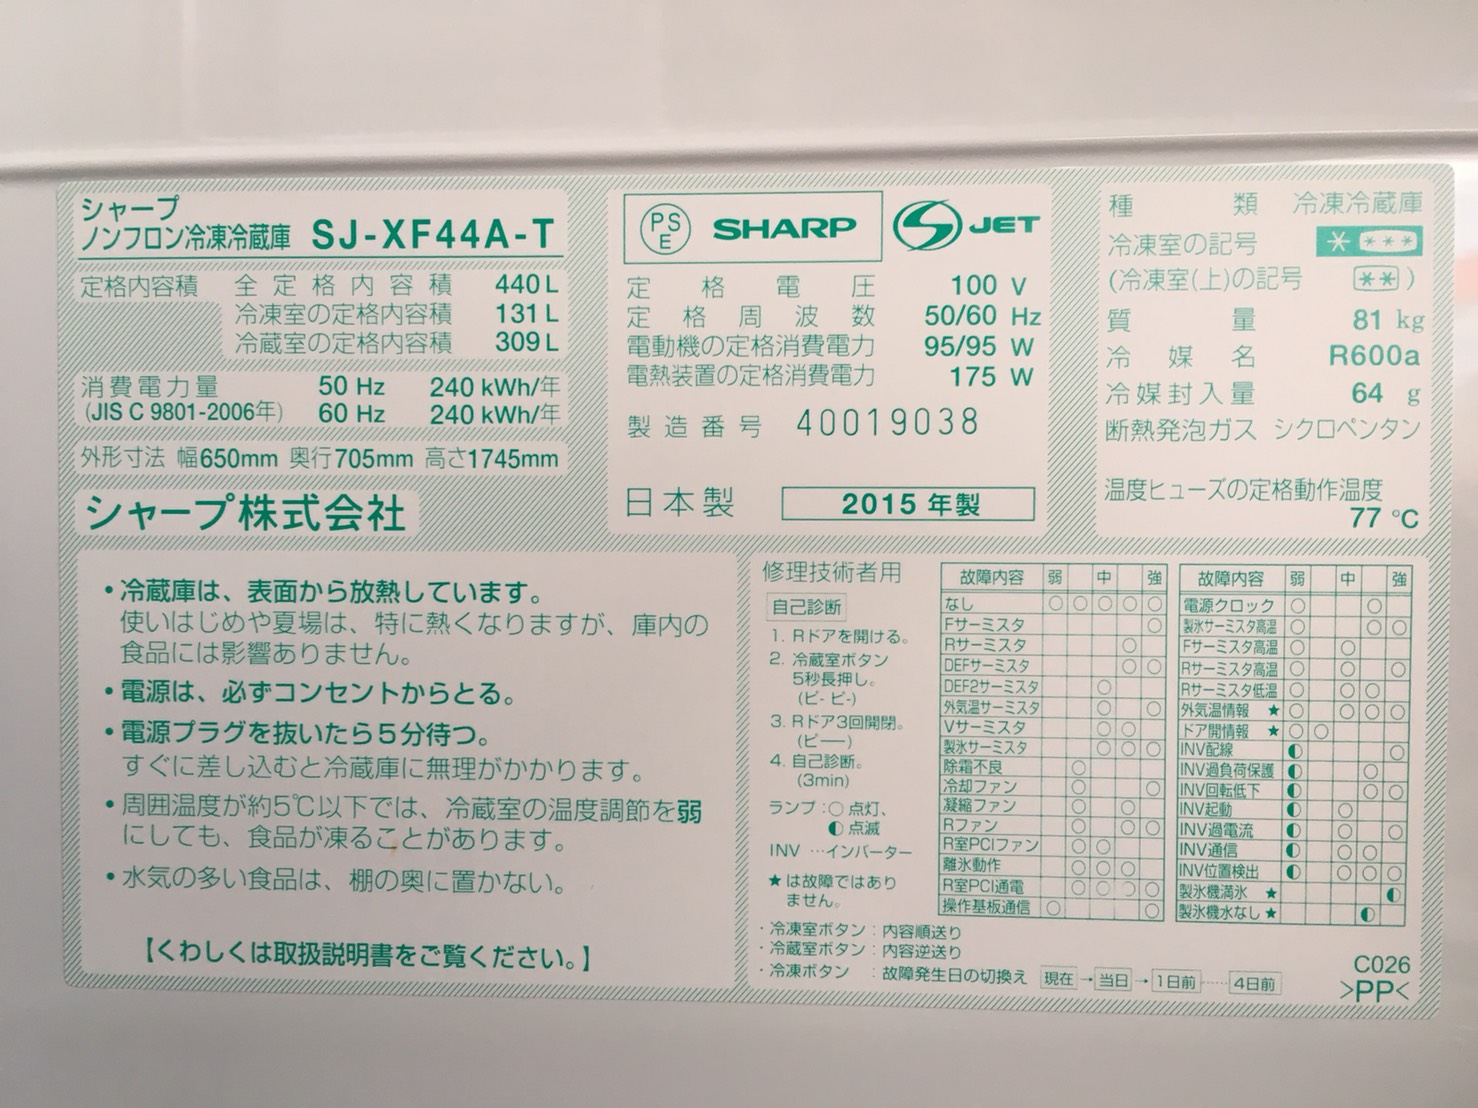 シャープ
ノンフロン冷凍冷蔵庫 SJ-XF44A-T
定格内容積 全定格内容積 440 L
冷凍室の定格内容積 131 L
冷蔵室の定格内容積 309 L
消費電力量 50 Hz 240 kWh/年
(JIS C 9801-2006年) 60 Hz 240 kWh/年
外形寸法 幅650mm 奥行705mm 高さ1745mm
シャープ株式会社
PSE SHARP S JET
定格電圧 100 V
定格周波数 50/60 Hz
電動機の定格消費電力 95/95 W
電熱装置の定格消費電力 175 W
製造番号 40019038
日本製 2015年製
種類 冷凍冷蔵庫
冷凍室の記号 * ***
(冷凍室(上)の記号 ** )
質量 81 kg
冷媒名 R600a
冷媒封入量 64 g
断熱発泡ガス シクロペンタン
温度ヒューズの定格動作温度
77 ℃
・冷蔵庫は、表面から放熱しています。
使いはじめや夏場は、特に熱くなりますが、庫内の
食品には影響ありません。
・電源は、必ずコンセントからとる。
・電源プラグを抜いたら5分待つ。
すぐに差し込むと冷蔵庫に無理がかかります。
・周囲温度が約5℃以下では、冷蔵室の温度調節を弱
にしても、食品が凍ることがあります。
・水気の多い食品は、棚の奥に置かない。
【くわしくは取扱説明書をご覧ください。】
修理技術者用
自己診断
1. Rドアを開ける。
2. 冷蔵室ボタン
5秒長押し。
(ピ- ピ-)
3. Rドア3回開閉。
(ピ──)
4. 自己診断。
(3min)
ランプ：○点灯、
◐点滅
INV …インバーター
★は故障ではあり
ません。
故障内容 弱 中 強
なし ○ ○ ○ ○ ○
Fサーミスタ ○
Rサーミスタ ○
DEFサーミスタ ○ ○
DEF2サーミスタ ○
外気温サーミスタ ○ ○
Vサーミスタ ○ ○
製氷サーミスタ ○ ○ ○
除霜不良 ○
冷却ファン ○ ○
凝縮ファン ○ ○
Rファン ○ ○ ○
R室PCIファン ○ ○
離氷動作 ○ ○ ○
R室PCI通電 ○ ○ ○ ○
操作基板通信 ○ ○
故障内容 弱 中 強
電源クロック ○ ○
製氷サーミスタ高温 ○ ○ ○
Fサーミスタ高温 ○ ○
Rサーミスタ高温 ○ ○ ○
Rサーミスタ低温 ○ ○ ○
外気温情報 ★ ○ ○ ○ ○
ドア開情報 ★ ○ ○
INV配線 ◐ ○
INV過負荷保護 ◐ ○
INV回転低下 ◐ ○ ○
INV起動 ◐ ○
INV過電流 ◐ ○ ○
INV通信 ◐ ○ ○
INV位置検出 ◐ ○ ○ ○
製氷機満氷 ★ ◐
製氷機水なし ★ ◐
・冷凍室ボタン：内容順送り
・冷蔵室ボタン：内容逆送り
・冷凍ボタン ：故障発生日の切換え 現在→当日→1日前……4日前
C026
>PP<